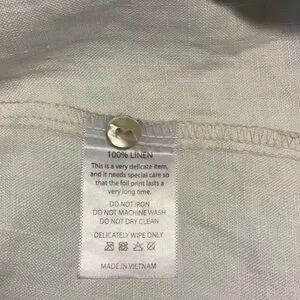 100% LINEN
This is a very delicate item,
and it needs special care so
that the foil print lasts a
very long time.
DO NOT IRON
DO NOT MACHINE WASH
DO NOT DRY CLEAN
DELICATELY WIPE ONLY
MADE IN VIETNAM